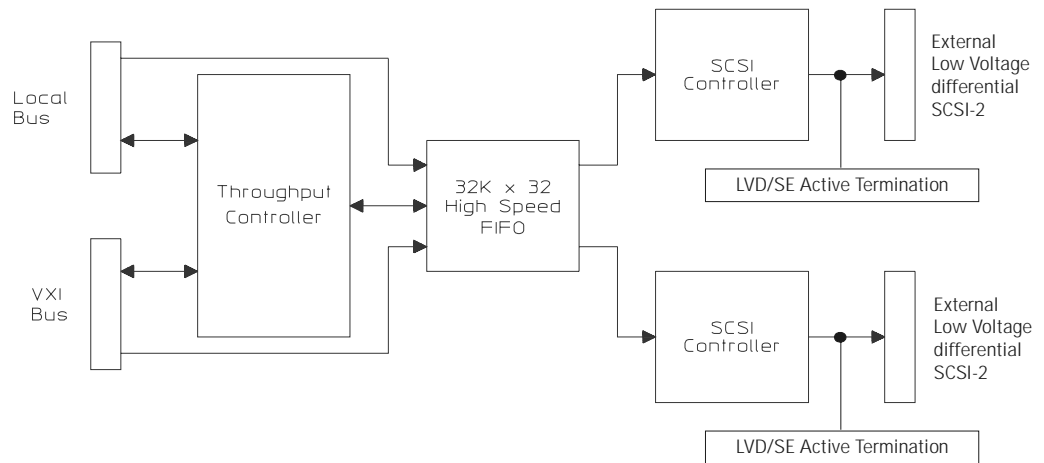 Local
Bus
VXI
Bus
Throughput
Controller
32K x 32
High Speed
FIFO
SCSI
Controller
External
Low Voltage
differential
SCSI-2
LVD/SE Active Termination
SCSI
Controller
External
Low Voltage
differential
SCSI-2
LVD/SE Active Termination